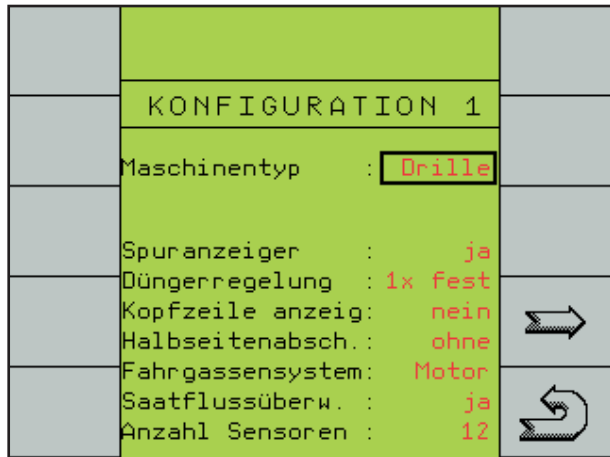 KONFIGURATION 1
Maschinentyp : Drille
Spuranzeiger : ja
Düngerregelung : 1x fest
Kopfzeile anzeig: nein
Halbseitenabsch.: ohne
Fahrgassensystem: Motor
Saatflussüberw. : ja
Anzahl Sensoren : 12